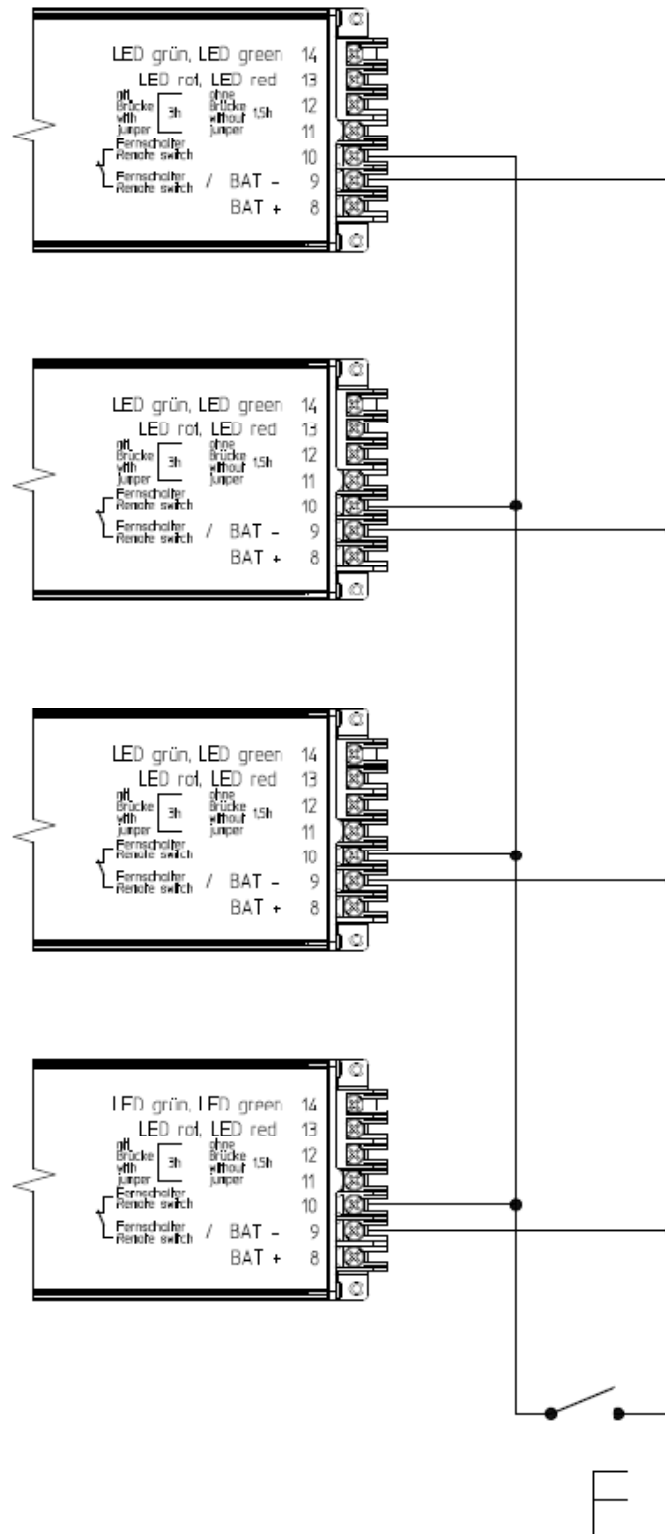 LED grün, LED green 14
LED rot, LED red 13
mit Brücke with jumper 3h ohne Brücke without jumper 1,5h 12
11
Fernschalter Remote switch 10
Fernschalter Remote switch / BAT - 9
BAT + 8
LED grün, LED green 14
LED rot, LED red 13
mit Brücke with jumper 3h ohne Brücke without jumper 1,5h 12
11
Fernschalter Remote switch 10
Fernschalter Remote switch / BAT - 9
BAT + 8
LED grün, LED green 14
LED rot, LED red 13
mit Brücke with jumper 3h ohne Brücke without jumper 1,5h 12
11
Fernschalter Remote switch 10
Fernschalter Remote switch / BAT - 9
BAT + 8
LED grün, LED green 14
LED rot, LED red 13
mit Brücke with jumper 3h ohne Brücke without jumper 1,5h 12
11
Fernschalter Remote switch 10
Fernschalter Remote switch / BAT - 9
BAT + 8
F